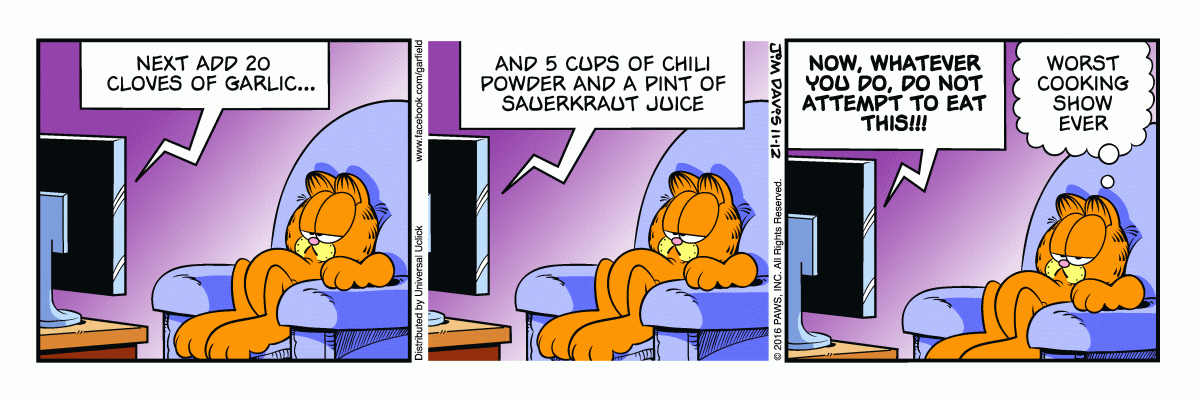 NEXT ADD 20
CLOVES OF GARLIC...
www.facebook.com/garfield
Distributed by Universal Uclick
AND 5 CUPS OF CHILI
POWDER AND A PINT OF
SAUERKRAUT JUICE
JIM DAVIS 11-12
© 2016 PAWS, INC. All Rights Reserved.
NOW, WHATEVER
YOU DO, DO NOT
ATTEMPT TO EAT
THIS!!!
WORST
COOKING
SHOW
EVER